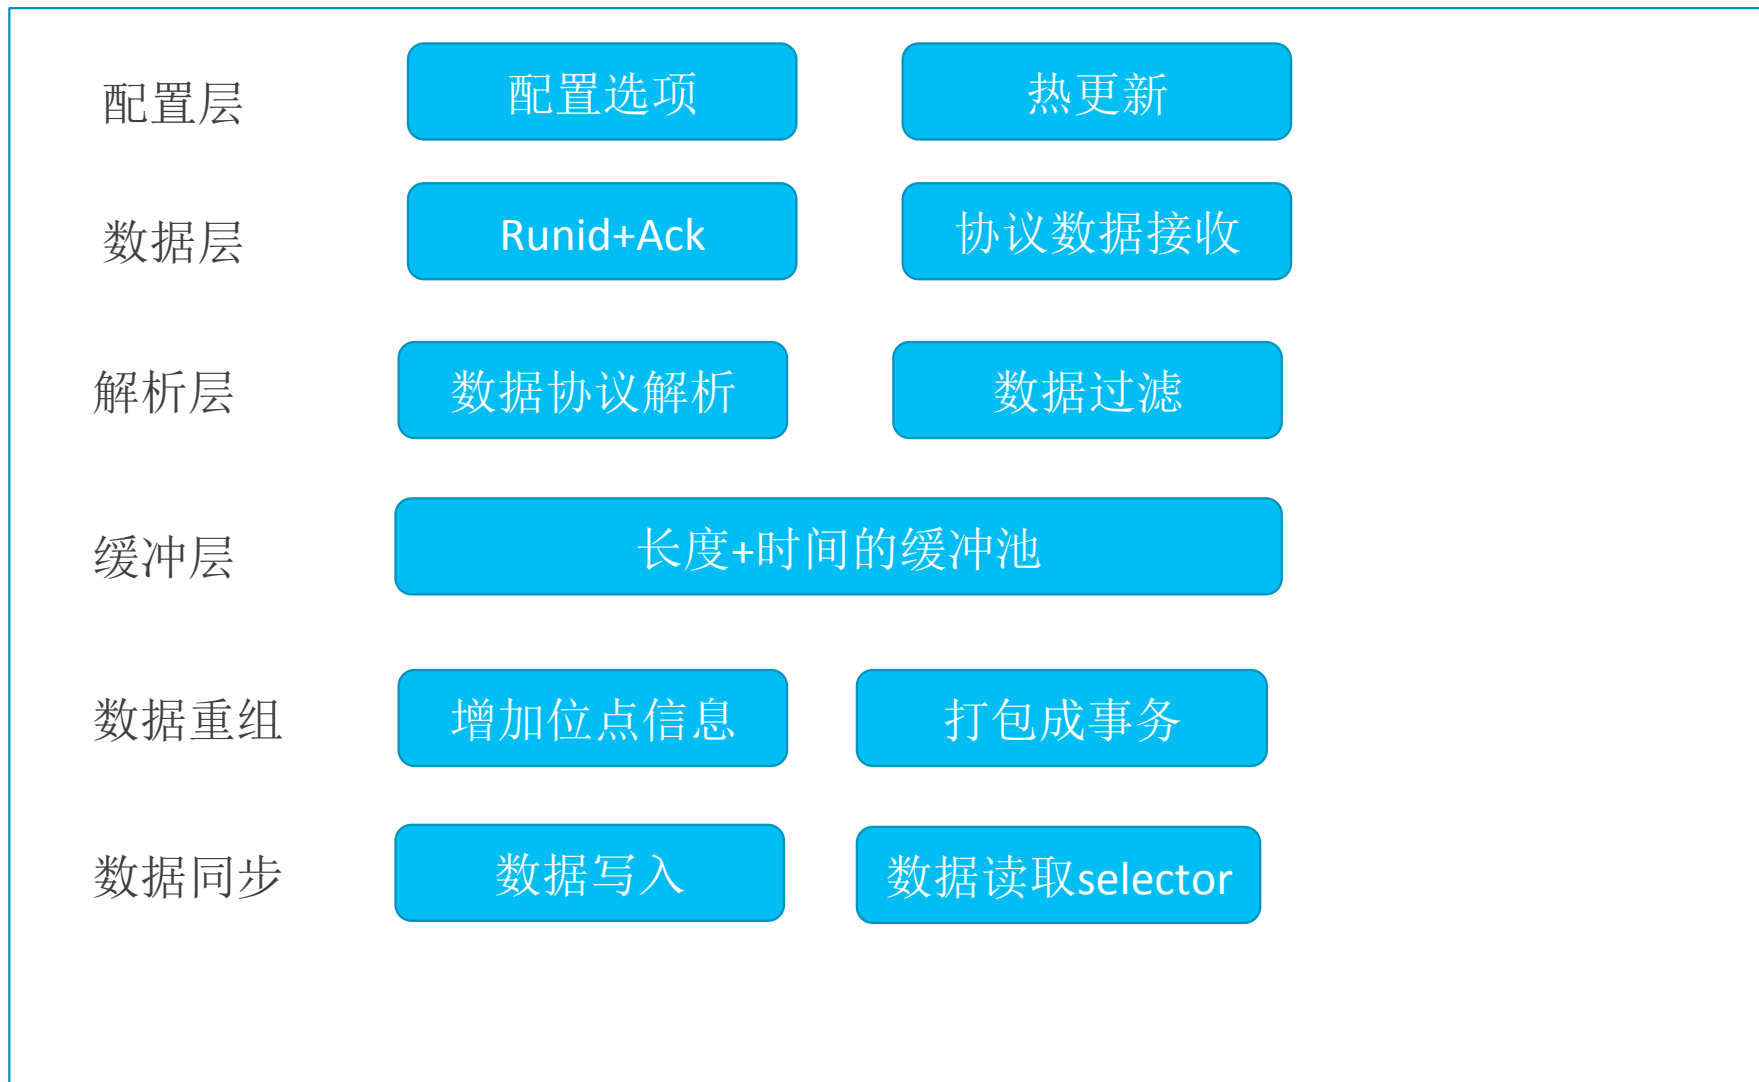 配置层
配置选项
热更新
数据层
Runid+Ack
协议数据接收
解析层
数据协议解析
数据过滤
缓冲层
长度+时间的缓冲池
数据重组
增加位点信息
打包成事务
数据同步
数据写入
数据读取selector